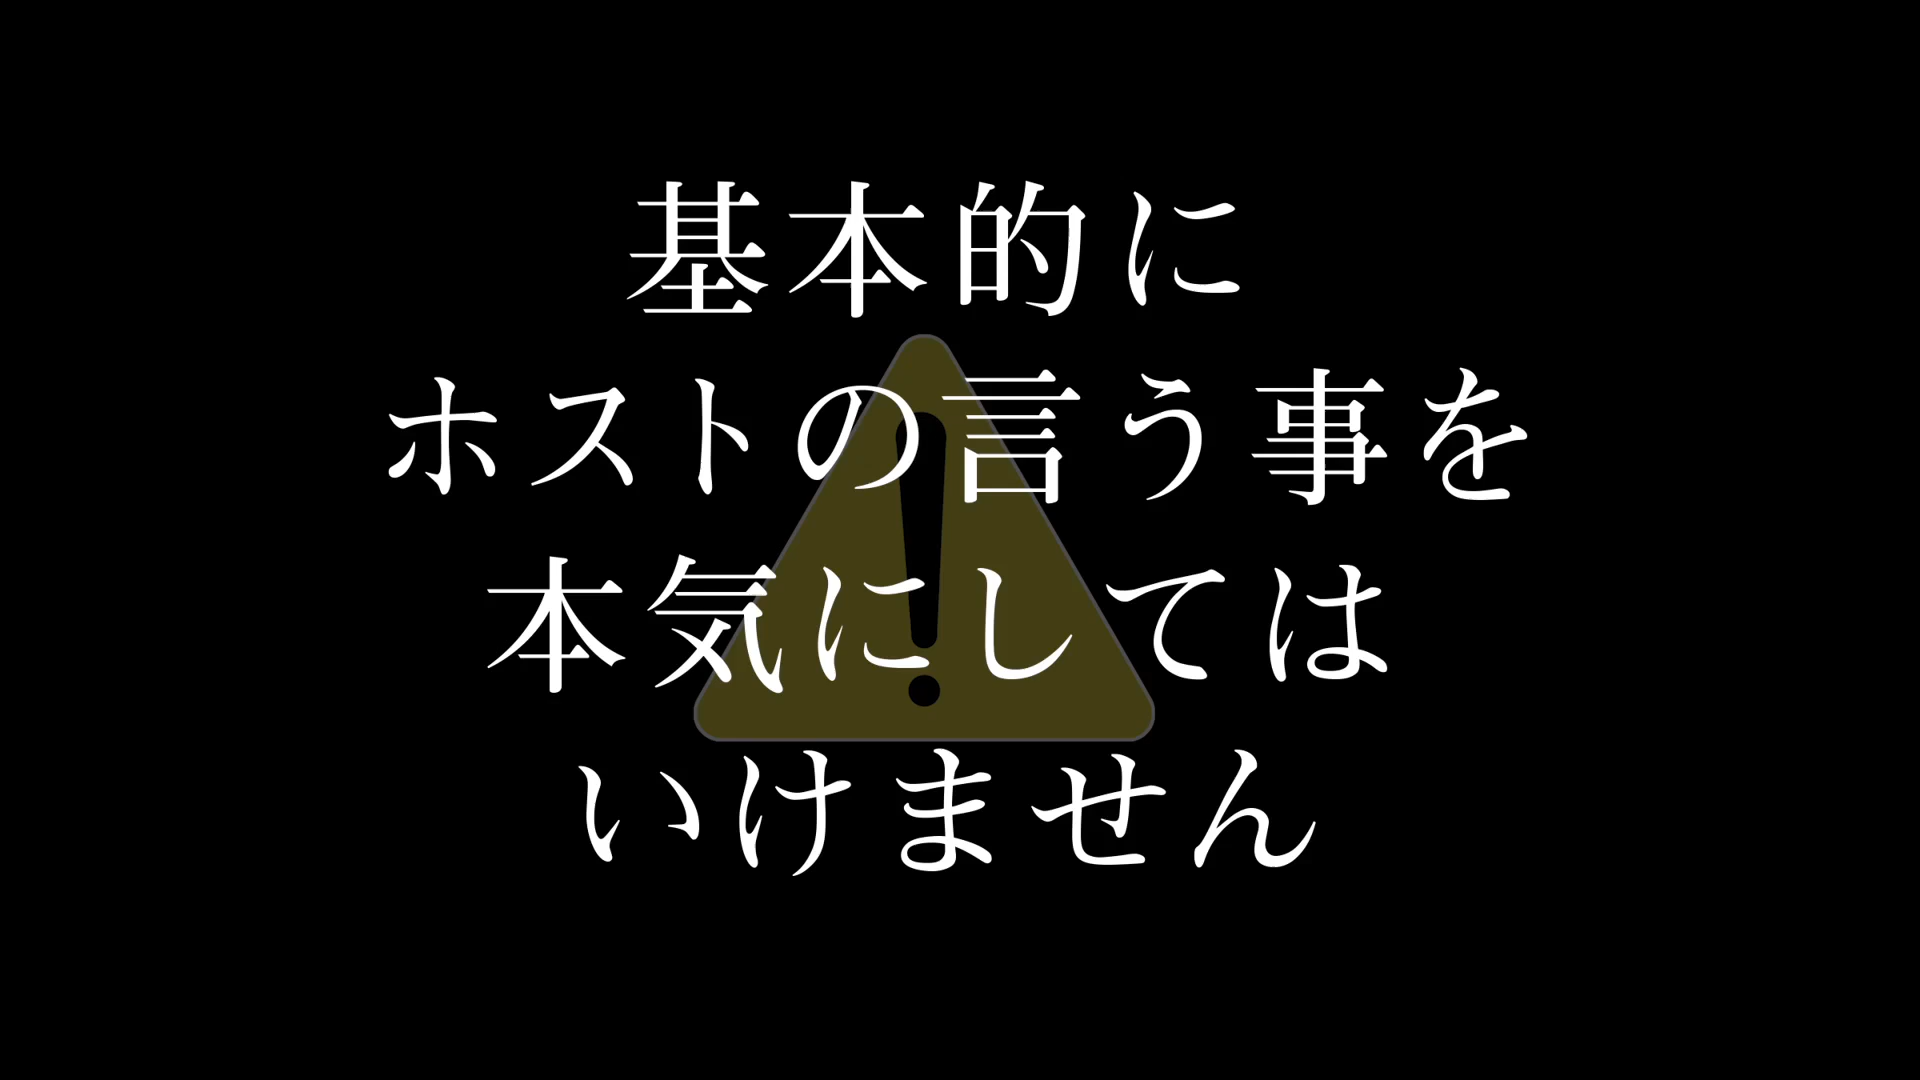 基本的に
ホストの言う事を
本気にしては
いけません